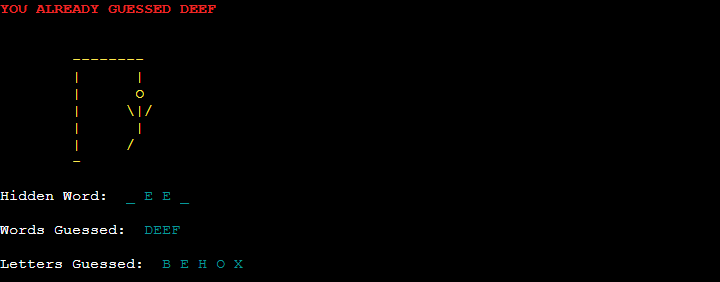 YOU ALREADY GUESSED DEEF
Hidden Word: _ E E _
Words Guessed: DEEF
Letters Guessed: B E H O X